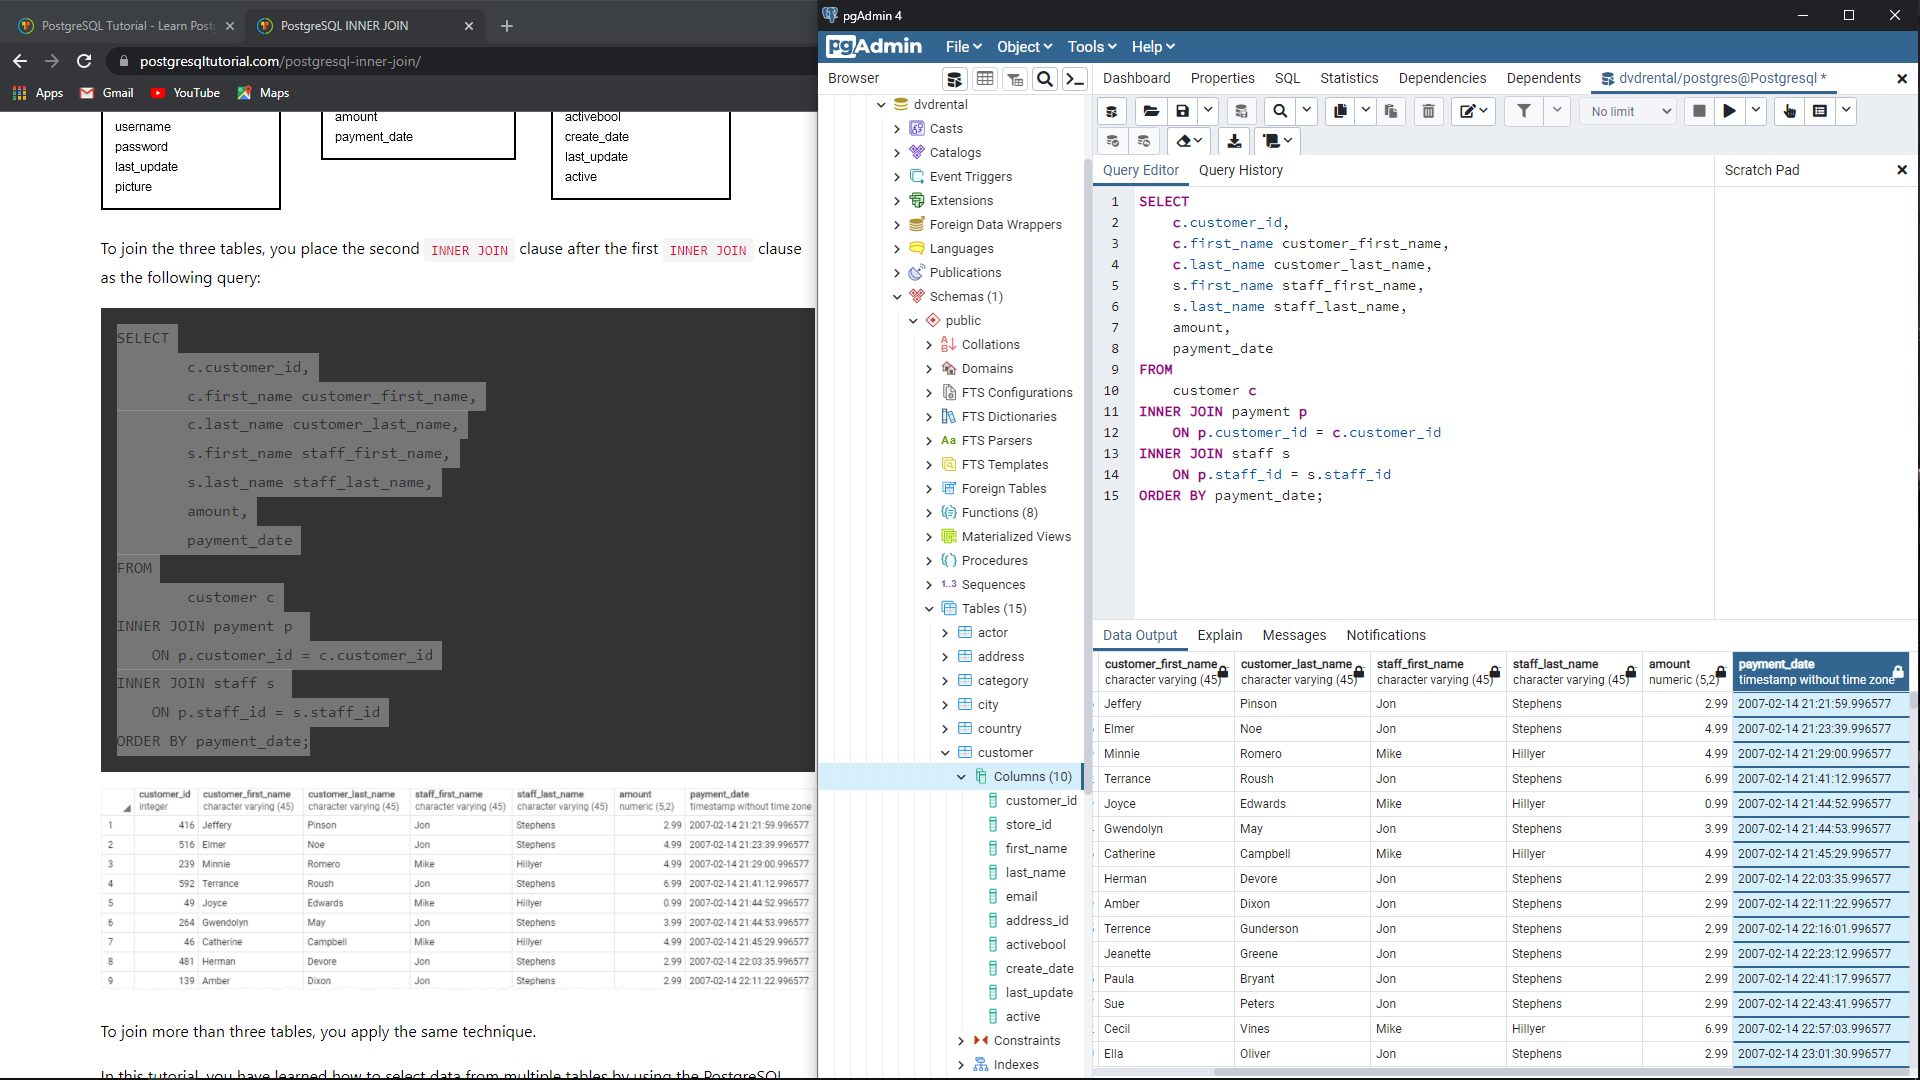 PostgreSQL Tutorial - Learn Post
PostgreSQL INNER JOIN
postgresqltutorial.com/postgresql-inner-join/
Apps
Gmail
YouTube
Maps
username
password
last_update
picture
amount
payment_date
activebool
create_date
last_update
active
To join the three tables, you place the second INNER JOIN clause after the first INNER JOIN clause
as the following query:
SELECT
c.customer_id,
c.first_name customer_first_name,
c.last_name customer_last_name,
s.first_name staff_first_name,
s.last_name staff_last_name,
amount,
payment_date
FROM
customer c
INNER JOIN payment p
ON p.customer_id = c.customer_id
INNER JOIN staff s
ON p.staff_id = s.staff_id
ORDER BY payment_date;
customer_id customer_first_name customer_last_name staff_first_name staff_last_name amount payment_date
integer character varying (45) character varying (45) character varying (45) character varying (45) numeric (5,2) timestamp without time zone
1 416 Jeffery Pinson Jon Stephens 2.99 2007-02-14 21:21:59.996577
2 516 Elmer Noe Jon Stephens 4.99 2007-02-14 21:23:39.996577
3 239 Minnie Romero Mike Hillyer 4.99 2007-02-14 21:29:00.996577
4 592 Terrance Roush Jon Stephens 6.99 2007-02-14 21:41:12.996577
5 49 Joyce Edwards Mike Hillyer 0.99 2007-02-14 21:44:52.996577
6 264 Gwendolyn May Jon Stephens 3.99 2007-02-14 21:44:53.996577
7 46 Catherine Campbell Mike Hillyer 4.99 2007-02-14 21:45:29.996577
8 481 Herman Devore Jon Stephens 2.99 2007-02-14 22:03:35.996577
9 139 Amber Dixon Jon Stephens 2.99 2007-02-14 22:11:22.996577
To join more than three tables, you apply the same technique.
In this tutorial, you have learned how to select data from multiple tables by using the PostgreSQL
pgAdmin 4
pgAdmin File Object Tools Help
Browser
dvdrental
Casts
Catalogs
Event Triggers
Extensions
Foreign Data Wrappers
Languages
Publications
Schemas (1)
public
Collations
Domains
FTS Configurations
FTS Dictionaries
Aa FTS Parsers
FTS Templates
Foreign Tables
Functions (8)
Materialized Views
Procedures
1..3 Sequences
Tables (15)
actor
address
category
city
country
customer
Columns (10)
customer_id
store_id
first_name
last_name
email
address_id
activebool
create_date
last_update
active
Constraints
Indexes
Dashboard Properties SQL Statistics Dependencies Dependents dvdrental/postgres@Postgresql *
No limit
Query Editor Query History
Scratch Pad
1 SELECT
2 c.customer_id,
3 c.first_name customer_first_name,
4 c.last_name customer_last_name,
5 s.first_name staff_first_name,
6 s.last_name staff_last_name,
7 amount,
8 payment_date
9 FROM
10 customer c
11 INNER JOIN payment p
12 ON p.customer_id = c.customer_id
13 INNER JOIN staff s
14 ON p.staff_id = s.staff_id
15 ORDER BY payment_date;
Data Output Explain Messages Notifications
customer_first_name customer_last_name staff_first_name staff_last_name amount payment_date
character varying (45) character varying (45) character varying (45) character varying (45) numeric (5,2) timestamp without time zone
Jeffery Pinson Jon Stephens 2.99 2007-02-14 21:21:59.996577
Elmer Noe Jon Stephens 4.99 2007-02-14 21:23:39.996577
Minnie Romero Mike Hillyer 4.99 2007-02-14 21:29:00.996577
Terrance Roush Jon Stephens 6.99 2007-02-14 21:41:12.996577
Joyce Edwards Mike Hillyer 0.99 2007-02-14 21:44:52.996577
Gwendolyn May Jon Stephens 3.99 2007-02-14 21:44:53.996577
Catherine Campbell Mike Hillyer 4.99 2007-02-14 21:45:29.996577
Herman Devore Jon Stephens 2.99 2007-02-14 22:03:35.996577
Amber Dixon Jon Stephens 2.99 2007-02-14 22:11:22.996577
Terrence Gunderson Jon Stephens 2.99 2007-02-14 22:16:01.996577
Jeanette Greene Jon Stephens 2.99 2007-02-14 22:23:12.996577
Paula Bryant Jon Stephens 2.99 2007-02-14 22:41:17.996577
Sue Peters Jon Stephens 2.99 2007-02-14 22:43:41.996577
Cecil Vines Mike Hillyer 6.99 2007-02-14 22:57:03.996577
Ella Oliver Jon Stephens 2.99 2007-02-14 23:01:30.996577